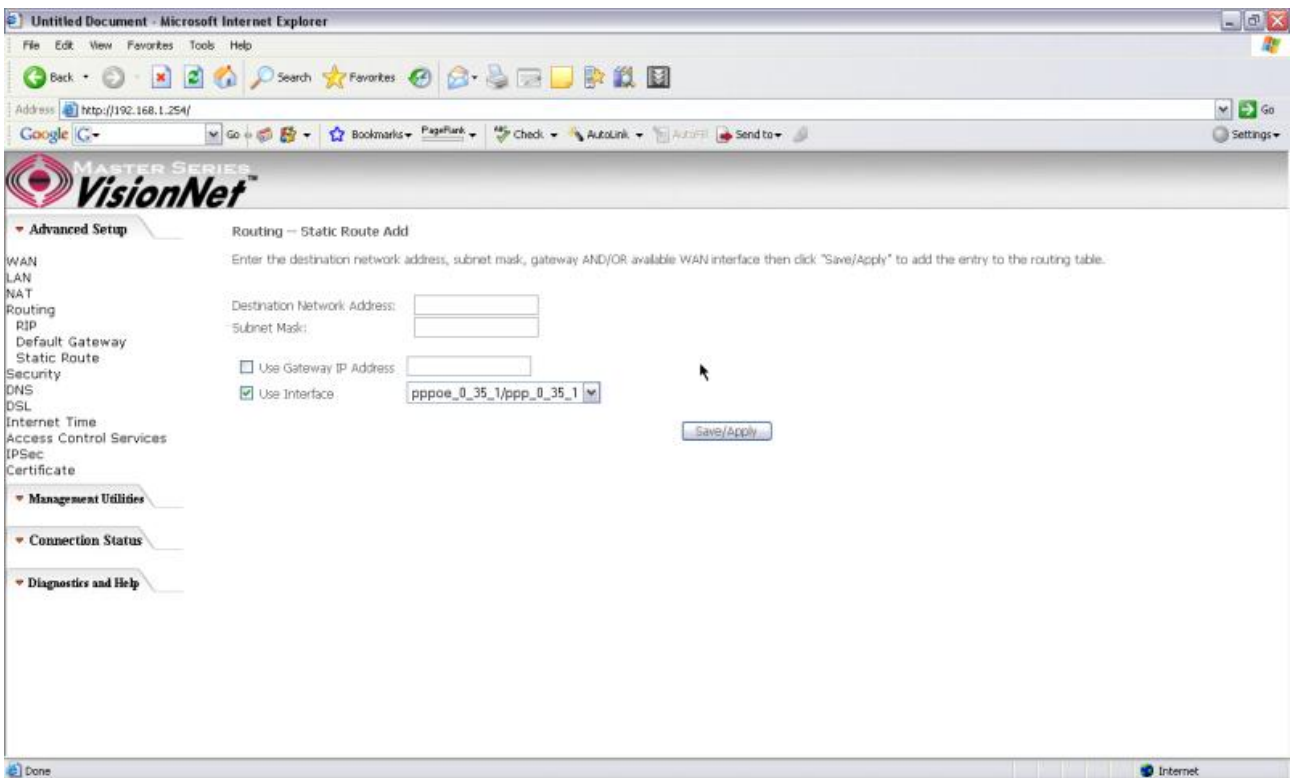 Untitled Document - Microsoft Internet Explorer
File Edit View Favorites Tools Help
Back Search Favorites
Address http://192.168.1.254/ Go
Google G Go Bookmarks PageRank Check AutoLink AutoFill Send to Settings
MASTER SERIES
VisionNet™
Advanced Setup
WAN
LAN
NAT
Routing
RIP
Default Gateway
Static Route
Security
DNS
DSL
Internet Time
Access Control Services
IPSec
Certificate
Management Utilities
Connection Status
Diagnostics and Help
Routing -- Static Route Add
Enter the destination network address, subnet mask, gateway AND/OR available WAN interface then click "Save/Apply" to add the entry to the routing table.
Destination Network Address:
Subnet Mask:
Use Gateway IP Address
Use Interface pppoe_0_35_1/ppp_0_35_1
Save/Apply
Done Internet